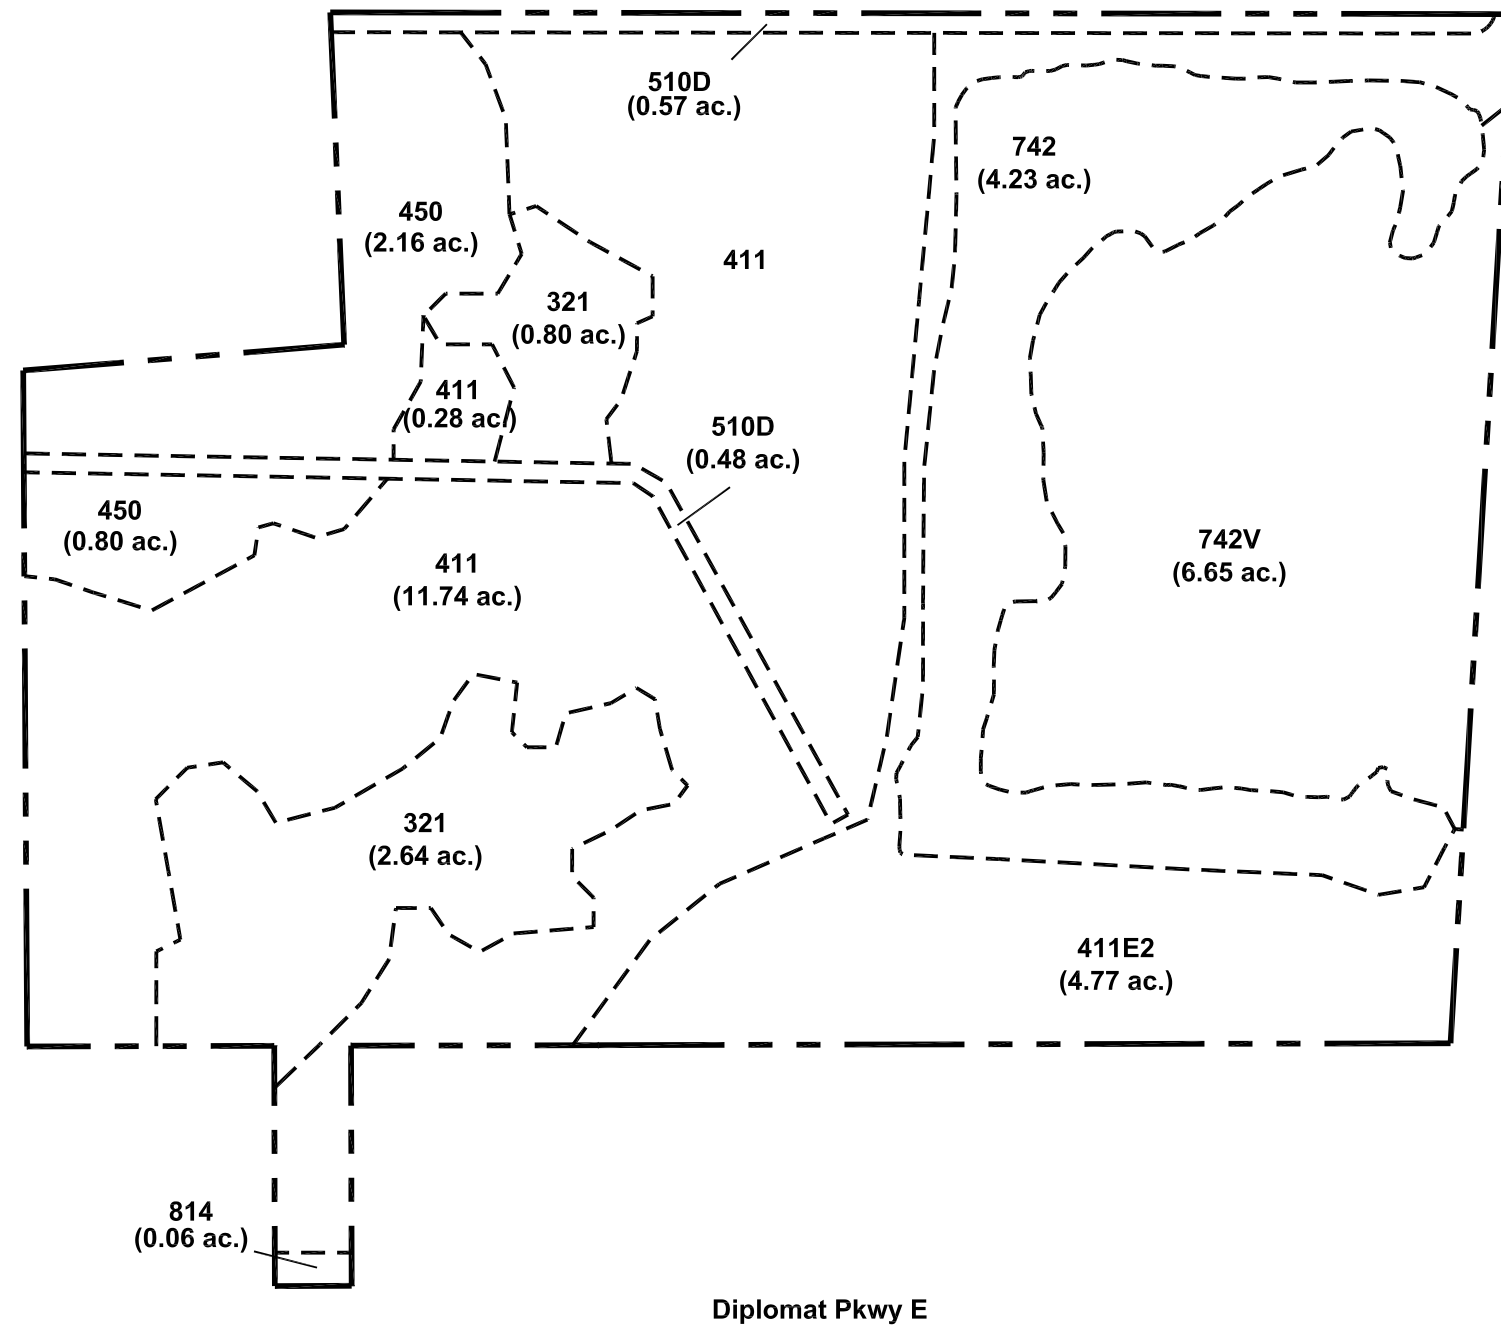 510D
(0.57 ac.)
742
(4.23 ac.)
450
(2.16 ac.)
411
321
(0.80 ac.)
411
(0.28 ac.)
510D
(0.48 ac.)
450
(0.80 ac.)
411
(11.74 ac.)
742V
(6.65 ac.)
321
(2.64 ac.)
411E2
(4.77 ac.)
814
(0.06 ac.)
Diplomat Pkwy E